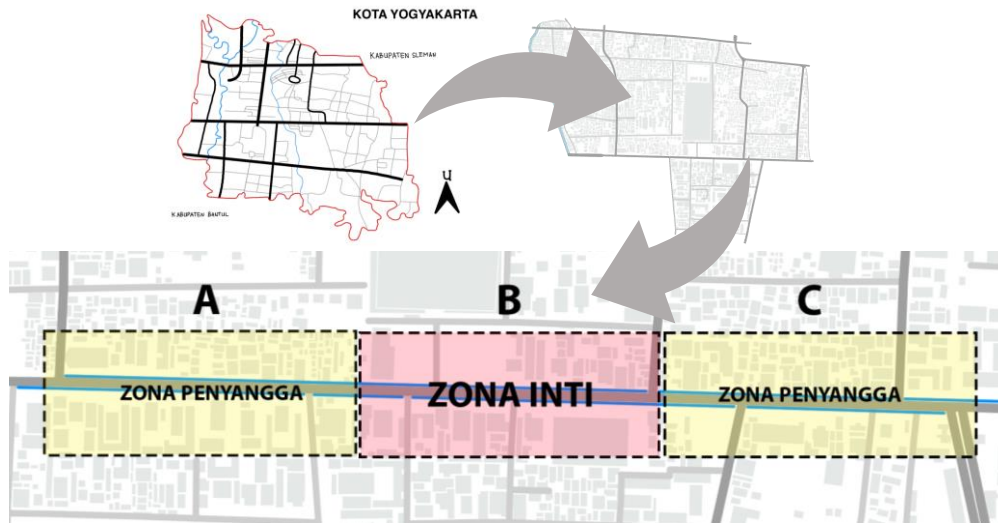 KOTA YOGYAKARTA
KABUPATEN SLEMAN
U
KABUPATEN BANTUL
A
B
C
ZONA PENYANGGA
ZONA INTI
ZONA PENYANGGA